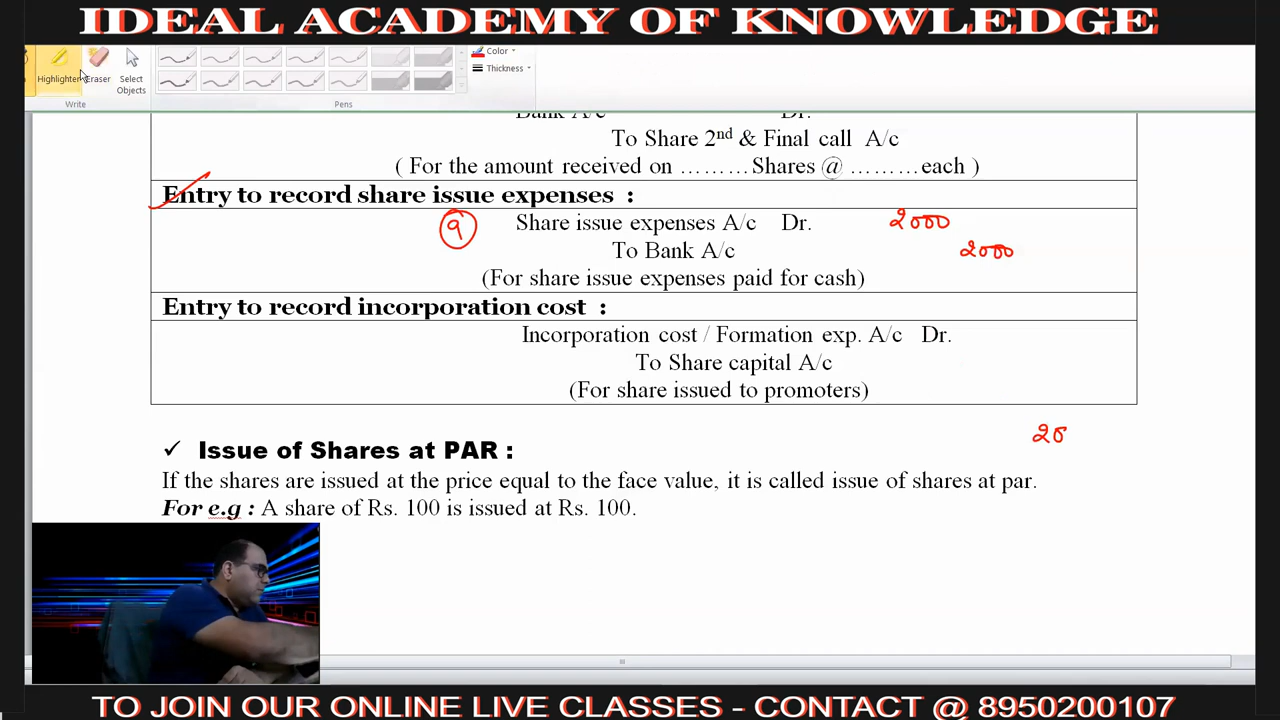 IDEAL ACADEMY OF KNOWLEDGE
Highlighter Eraser Select Objects
Color
Thickness
Write
Pens
Bank A/c Dr.
To Share 2nd & Final call A/c
( For the amount received on ……… Shares @ ………each )
Entry to record share issue expenses :
9 Share issue expenses A/c Dr. 2000
To Bank A/c 2000
(For share issue expenses paid for cash)
Entry to record incorporation cost :
Incorporation cost / Formation exp. A/c Dr.
To Share capital A/c
(For share issued to promoters)
20
✓ Issue of Shares at PAR :
If the shares are issued at the price equal to the face value, it is called issue of shares at par.
For e.g : A share of Rs. 100 is issued at Rs. 100.
TO JOIN OUR ONLINE LIVE CLASSES - CONTACT @ 8950200107